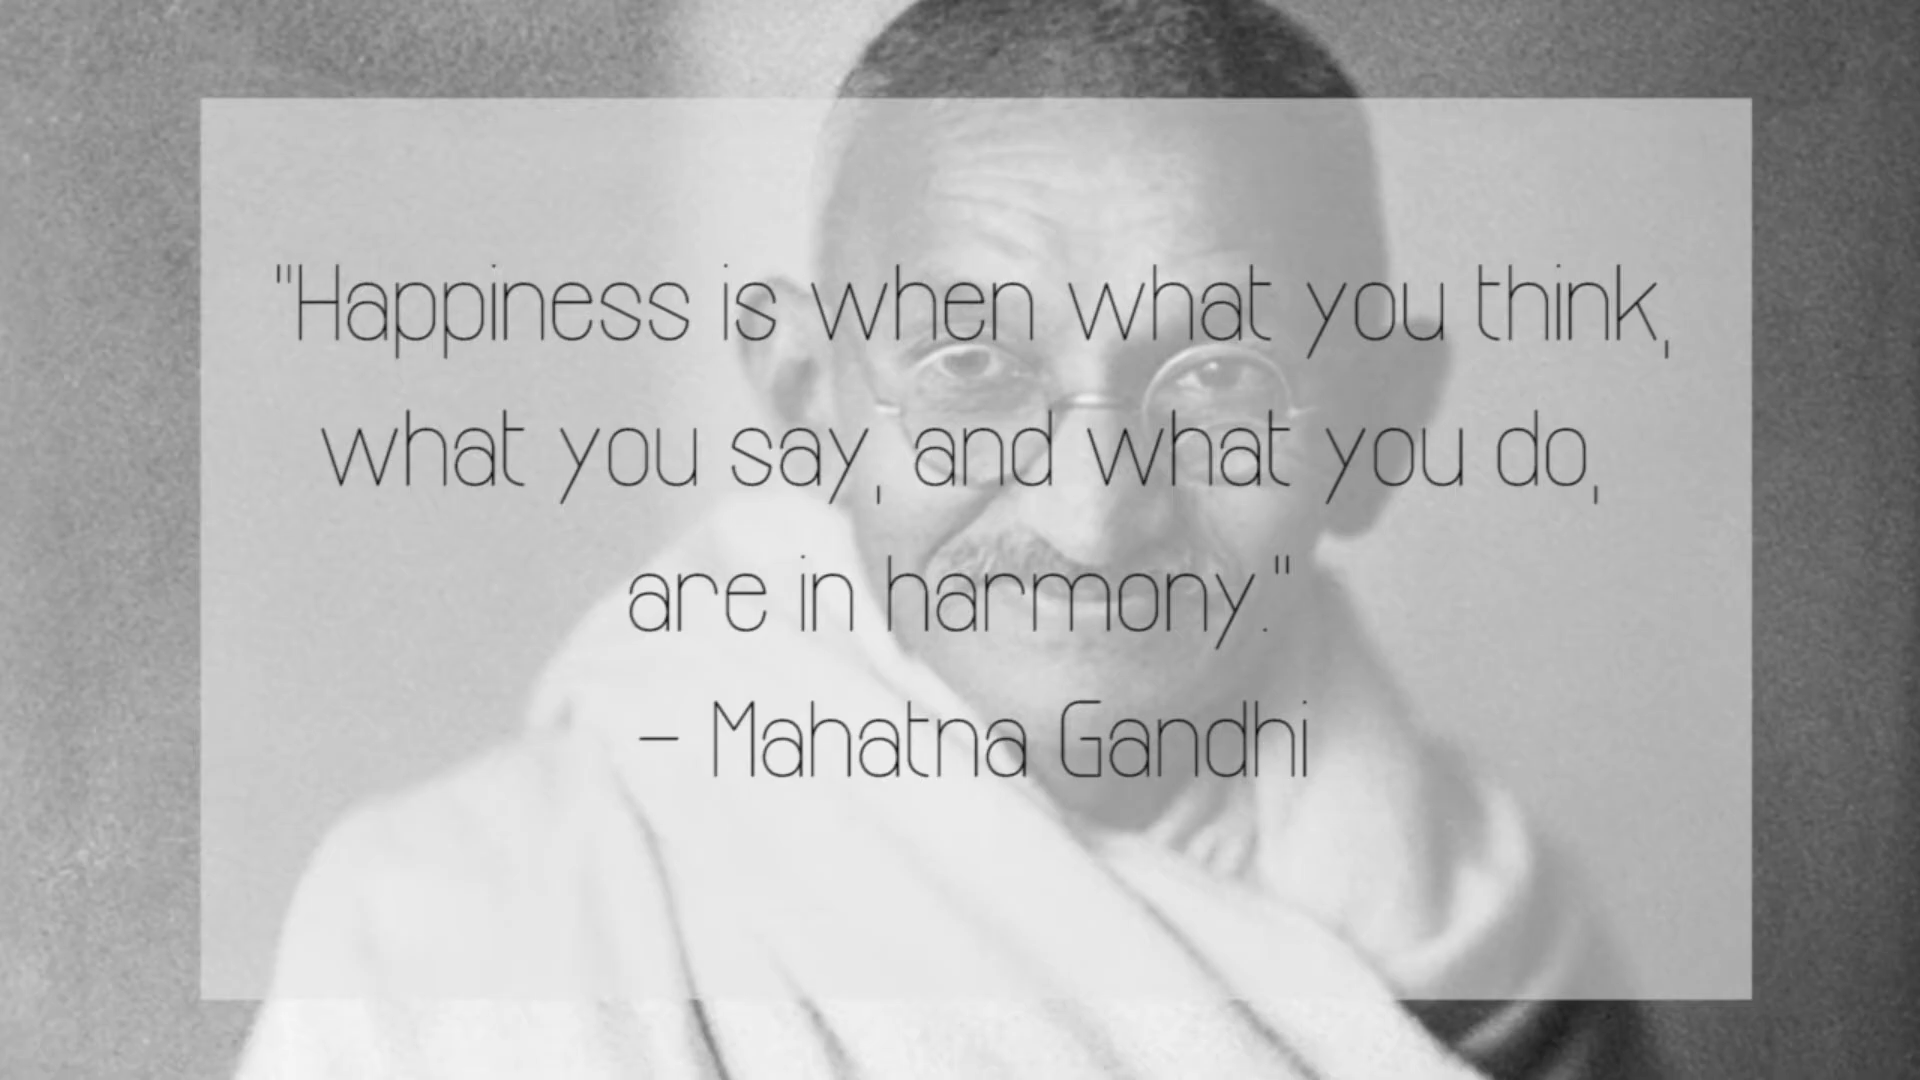 "Happiness is when what you think,
what you say, and what you do,
are in harmony."
- Mahatna Gandhi